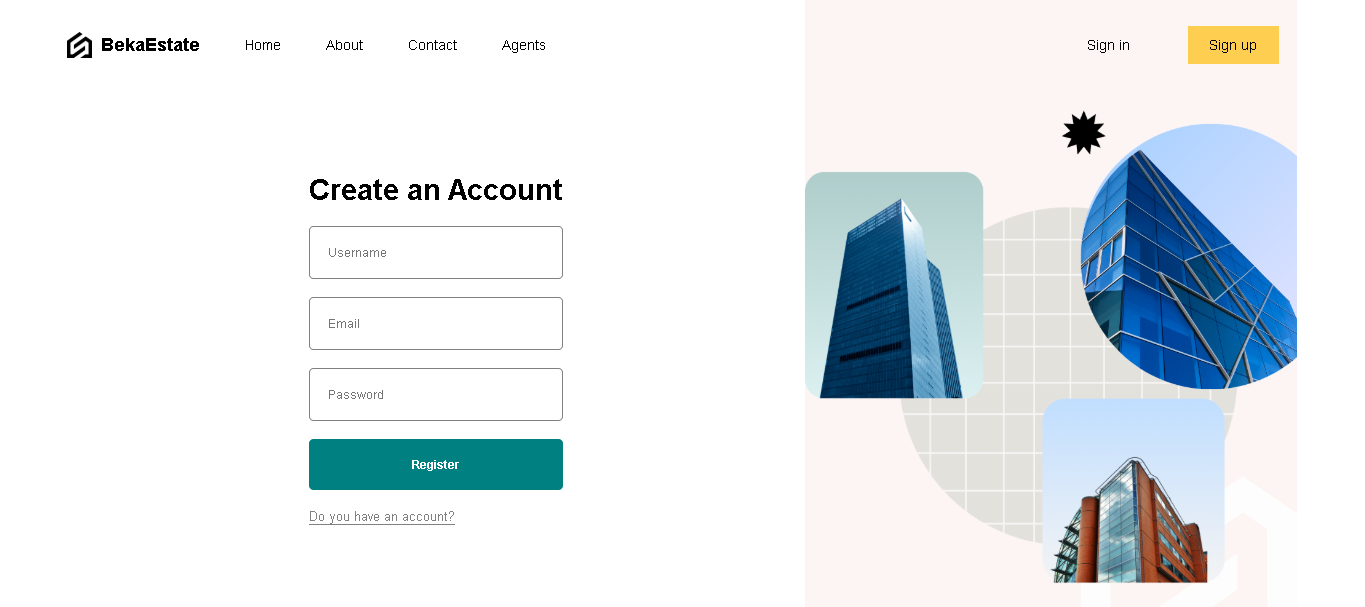 BekaEstate Home About Contact Agents Sign in Sign up
Create an Account
Username
Email
Password
Register
Do you have an account?